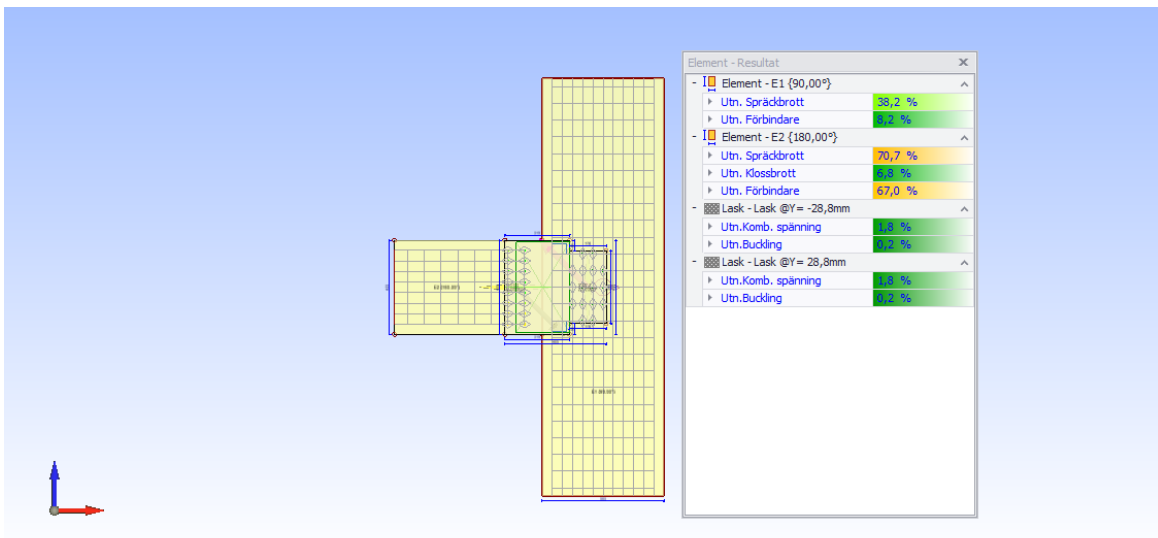 Element - Resultat
Element - E1 {90,00°}
Utn. Spräckbrott 38,2 %
Utn. Förbindare 8,2 %
Element - E2 {180,00°}
Utn. Spräckbrott 70,7 %
Utn. Klossbrott 6,8 %
Utn. Förbindare 67,0 %
Lask - Lask @Y= -28,8mm
Utn.Komb. spänning 1,8 %
Utn.Buckling 0,2 %
Lask - Lask @Y= 28,8mm
Utn.Komb. spänning 1,8 %
Utn.Buckling 0,2 %